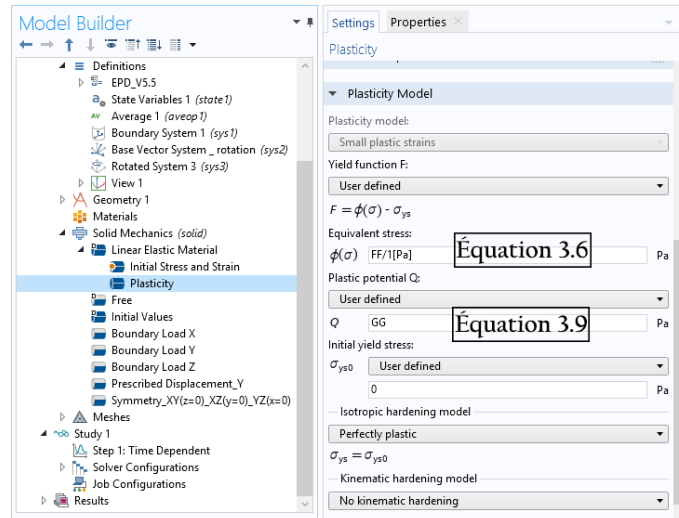 Model Builder
Definitions
EPD_V5.5
State Variables 1 (state1)
Average 1 (aveop1)
Boundary System 1 (sys1)
Base Vector System _ rotation (sys2)
Rotated System 3 (sys3)
View 1
Geometry 1
Materials
Solid Mechanics (solid)
Linear Elastic Material
Initial Stress and Strain
Plasticity
Free
Initial Values
Boundary Load X
Boundary Load Y
Boundary Load Z
Prescribed Displacement_Y
Symmetry_XY(z=0)_XZ(y=0)_YZ(x=0)
Meshes
Study 1
Step 1: Time Dependent
Solver Configurations
Job Configurations
Results
Settings Properties
Plasticity
Plasticity Model
Plasticity model:
Small plastic strains
Yield function F:
User defined
F = ϕ(σ) - σys
Equivalent stress:
ϕ(σ) FF/1[Pa] Équation 3.6 Pa
Plastic potential Q:
User defined
Q GG Équation 3.9 Pa
Initial yield stress:
σys0 User defined
0 Pa
Isotropic hardening model
Perfectly plastic
σys = σys0
Kinematic hardening model
No kinematic hardening